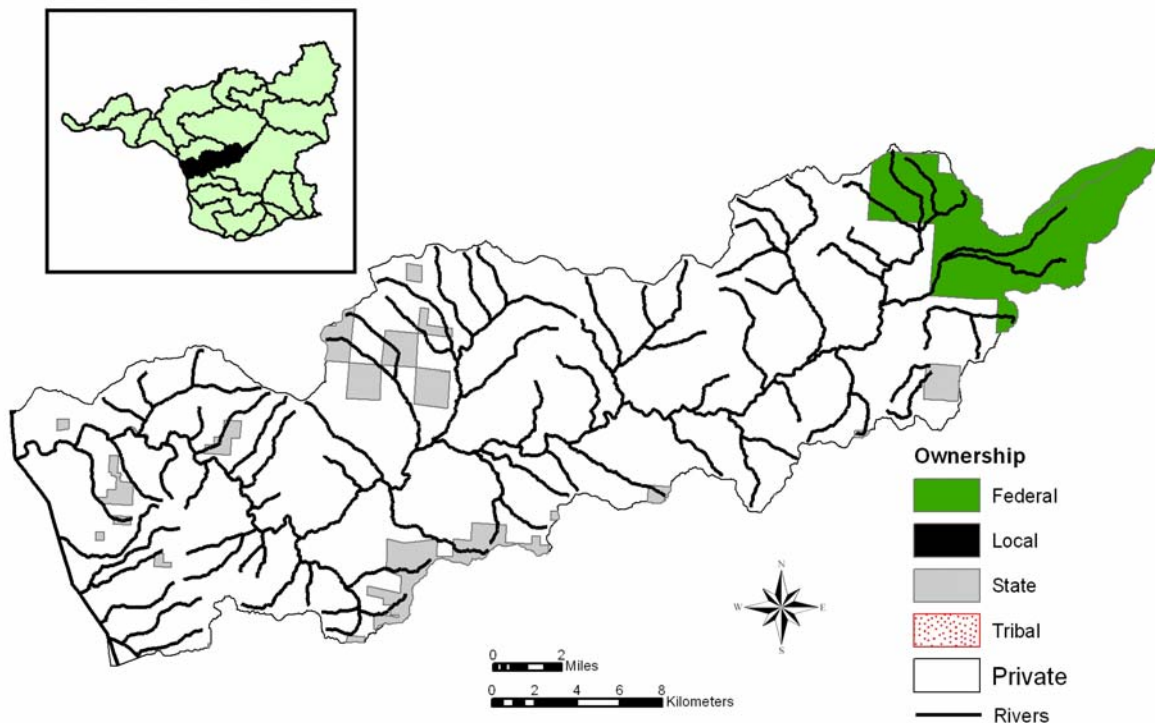 Ownership
Federal
Local
State
Tribal
Private
Rivers
N
W E
S
0 2
Miles
0 2 4 6 8
Kilometers